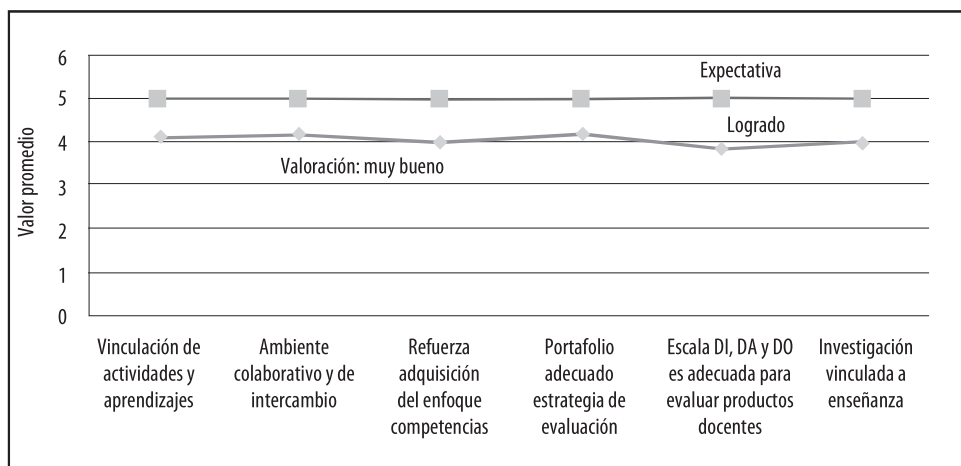 6
5
4
3
2
1
0
Valor promedio
Expectativa
Logrado
Valoración: muy bueno
Vinculación de
actividades y
aprendizajes
Ambiente
colaborativo y de
intercambio
Refuerza
adquisición
del enfoque
competencias
Portafolio
adecuado
estrategia de
evaluación
Escala DI, DA y DO
es adecuada para
evaluar productos
docentes
Investigación
vinculada a
enseñanza